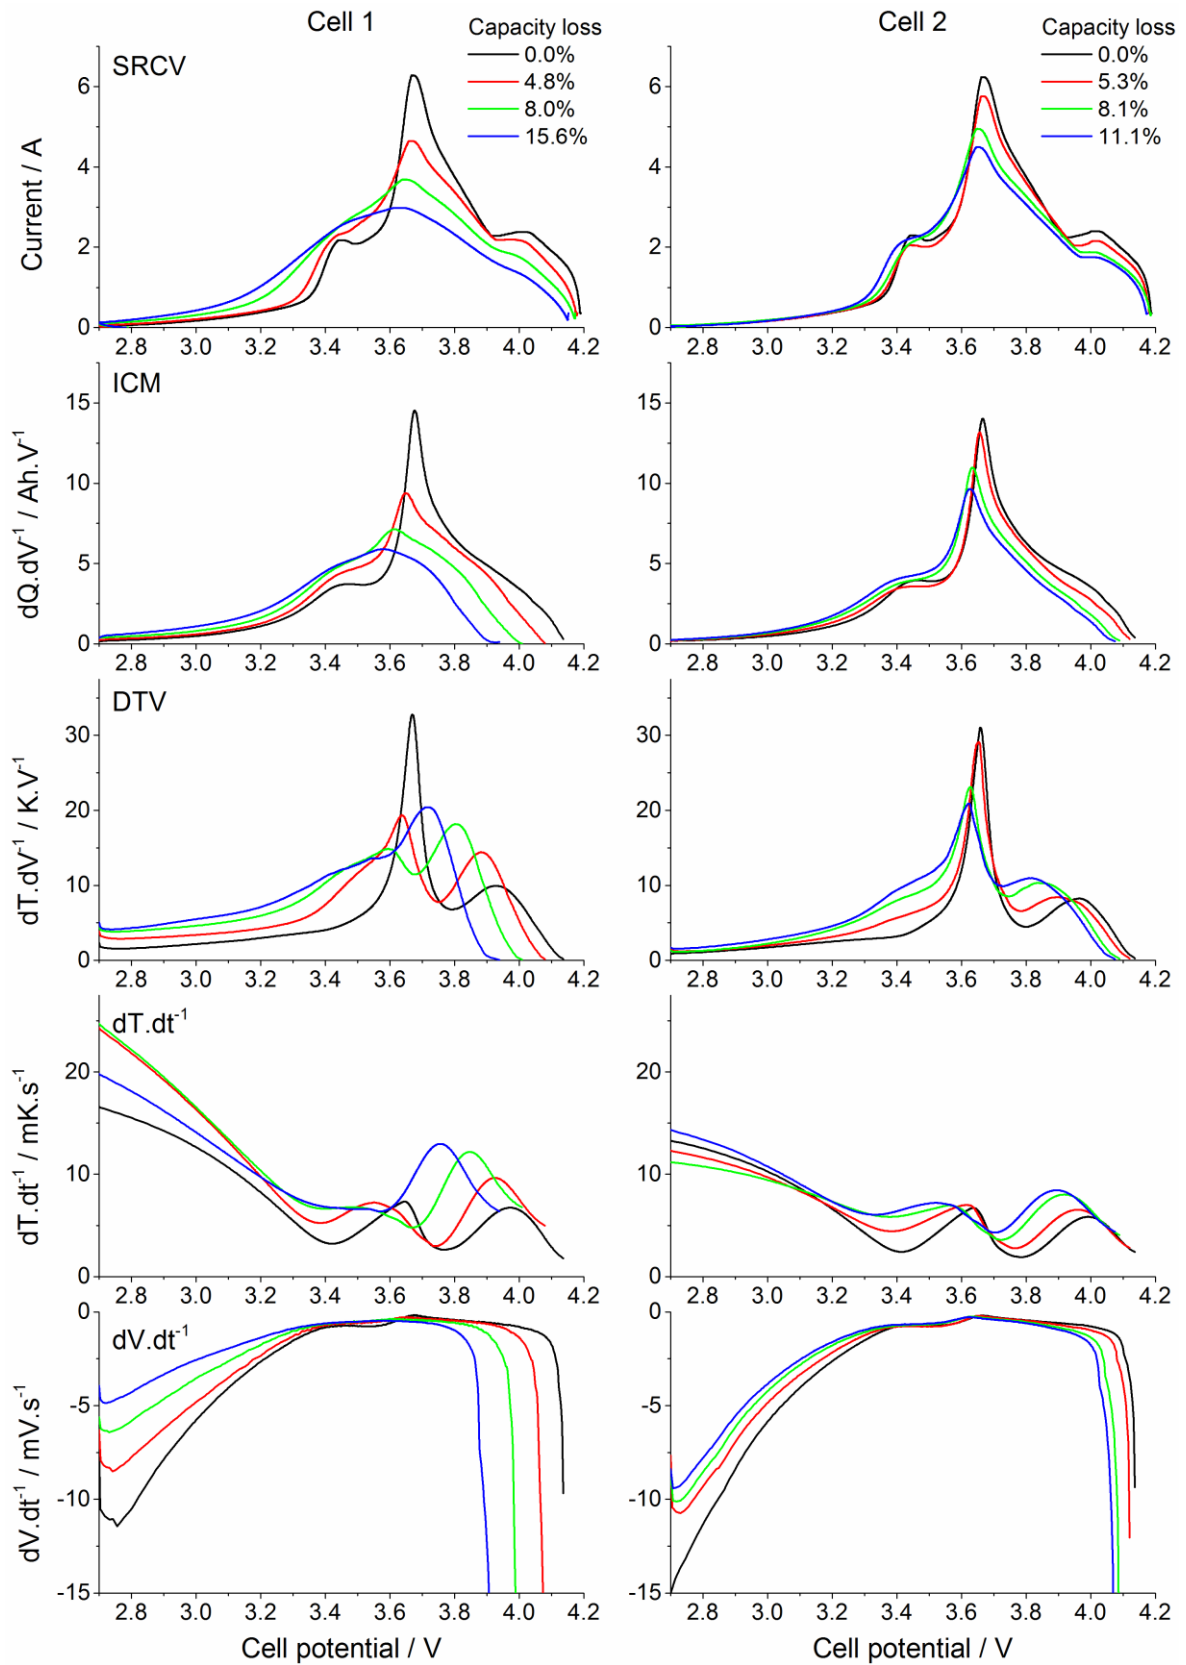 Cell 1
Cell 2
Capacity loss
0.0%
4.8%
8.0%
15.6%
Capacity loss
0.0%
5.3%
8.1%
11.1%
SRCV
Current / A
6
4
2
0
2.8 3.0 3.2 3.4 3.6 3.8 4.0 4.2
6
4
2
0
2.8 3.0 3.2 3.4 3.6 3.8 4.0 4.2
ICM
dQ.dV⁻¹ / Ah.V⁻¹
15
10
5
0
2.8 3.0 3.2 3.4 3.6 3.8 4.0 4.2
15
10
5
0
2.8 3.0 3.2 3.4 3.6 3.8 4.0 4.2
DTV
dT.dV⁻¹ / K.V⁻¹
30
20
10
0
2.8 3.0 3.2 3.4 3.6 3.8 4.0 4.2
30
20
10
0
2.8 3.0 3.2 3.4 3.6 3.8 4.0 4.2
dT.dt⁻¹
dT.dt⁻¹ / mK.s⁻¹
20
10
0
2.8 3.0 3.2 3.4 3.6 3.8 4.0 4.2
20
10
0
2.8 3.0 3.2 3.4 3.6 3.8 4.0 4.2
dV.dt⁻¹
dV.dt⁻¹ / mV.s⁻¹
0
-5
-10
-15
2.8 3.0 3.2 3.4 3.6 3.8 4.0 4.2
Cell potential / V
0
-5
-10
-15
2.8 3.0 3.2 3.4 3.6 3.8 4.0 4.2
Cell potential / V